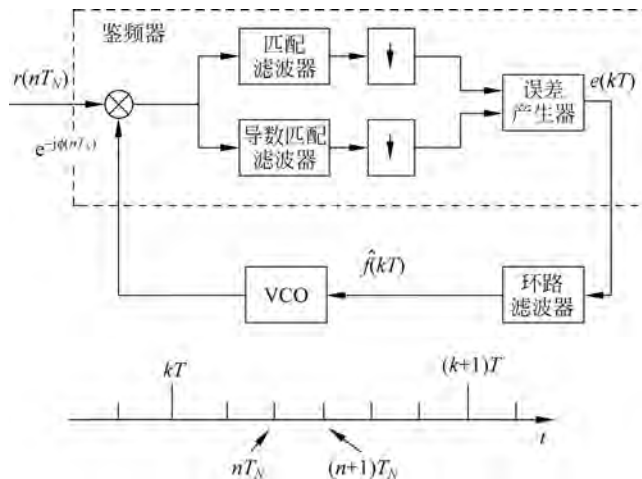 鉴频器
r(nT_N)
e^{-jϕ(nT_N)}
匹配
滤波器
↓
导数匹配
滤波器
↓
误差
产生器
e(kT)
VCO
f̂(kT)
环路
滤波器
kT
(k+1)T
nT_N
(n+1)T_N
t